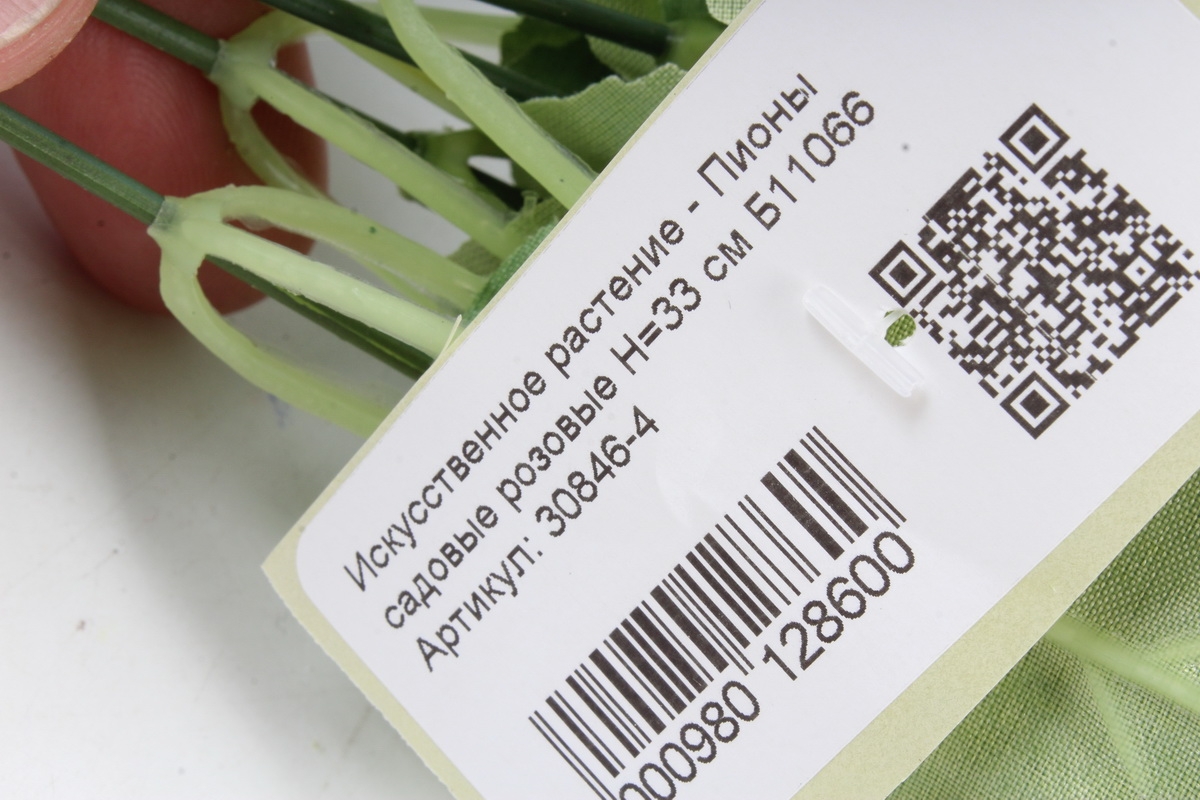 Искусственное растение - Пионы
садовые розовые H=33 см Б11066
Артикул: 30846-4
000980 128600